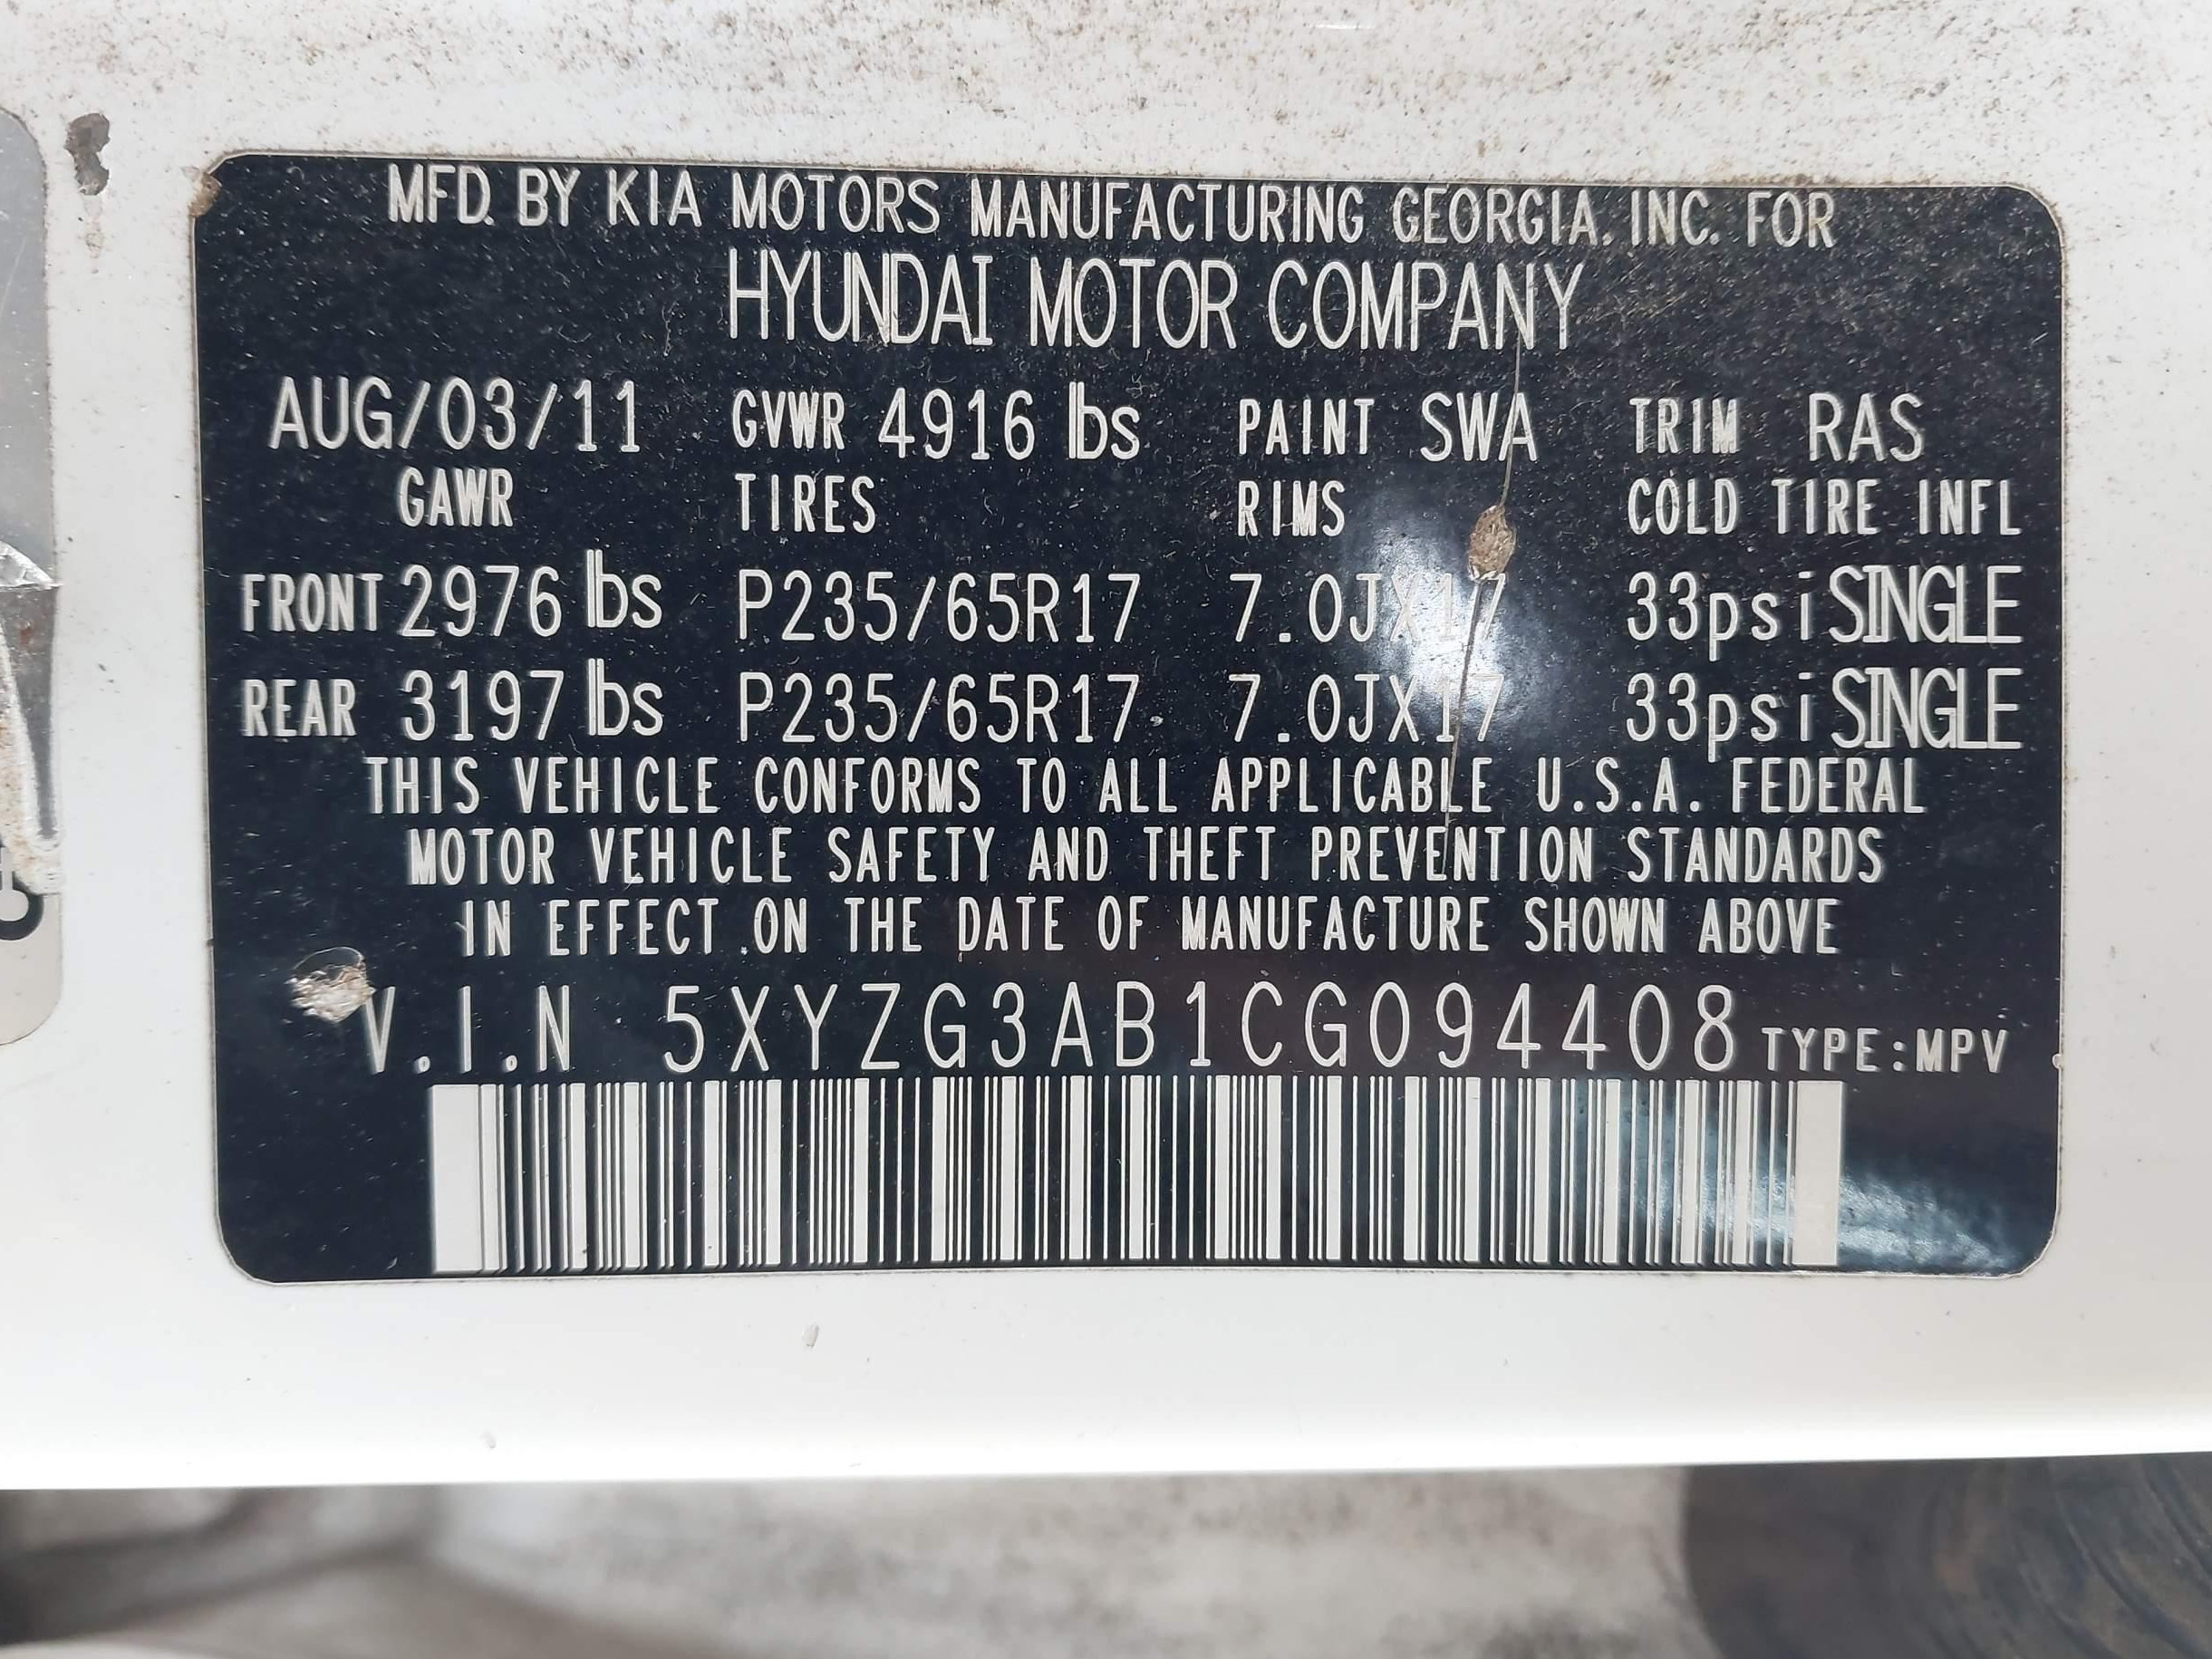 MFD. BY KIA MOTORS MANUFACTURING GEORGIA. INC. FOR
HYUNDAI MOTOR COMPANY
AUG/03/11 GVWR 4916 lbs PAINT SWA TRIM RAS
GAWR TIRES RIMS COLD TIRE INFL
FRONT 2976 lbs P235/65R17 7.0JX17 33psi SINGLE
REAR 3197 lbs P235/65R17 7.0JX17 33psi SINGLE
THIS VEHICLE CONFORMS TO ALL APPLICABLE U.S.A. FEDERAL
MOTOR VEHICLE SAFETY AND THEFT PREVENTION STANDARDS
IN EFFECT ON THE DATE OF MANUFACTURE SHOWN ABOVE
V.I.N 5XYZG3AB1CG094408 TYPE:MPV